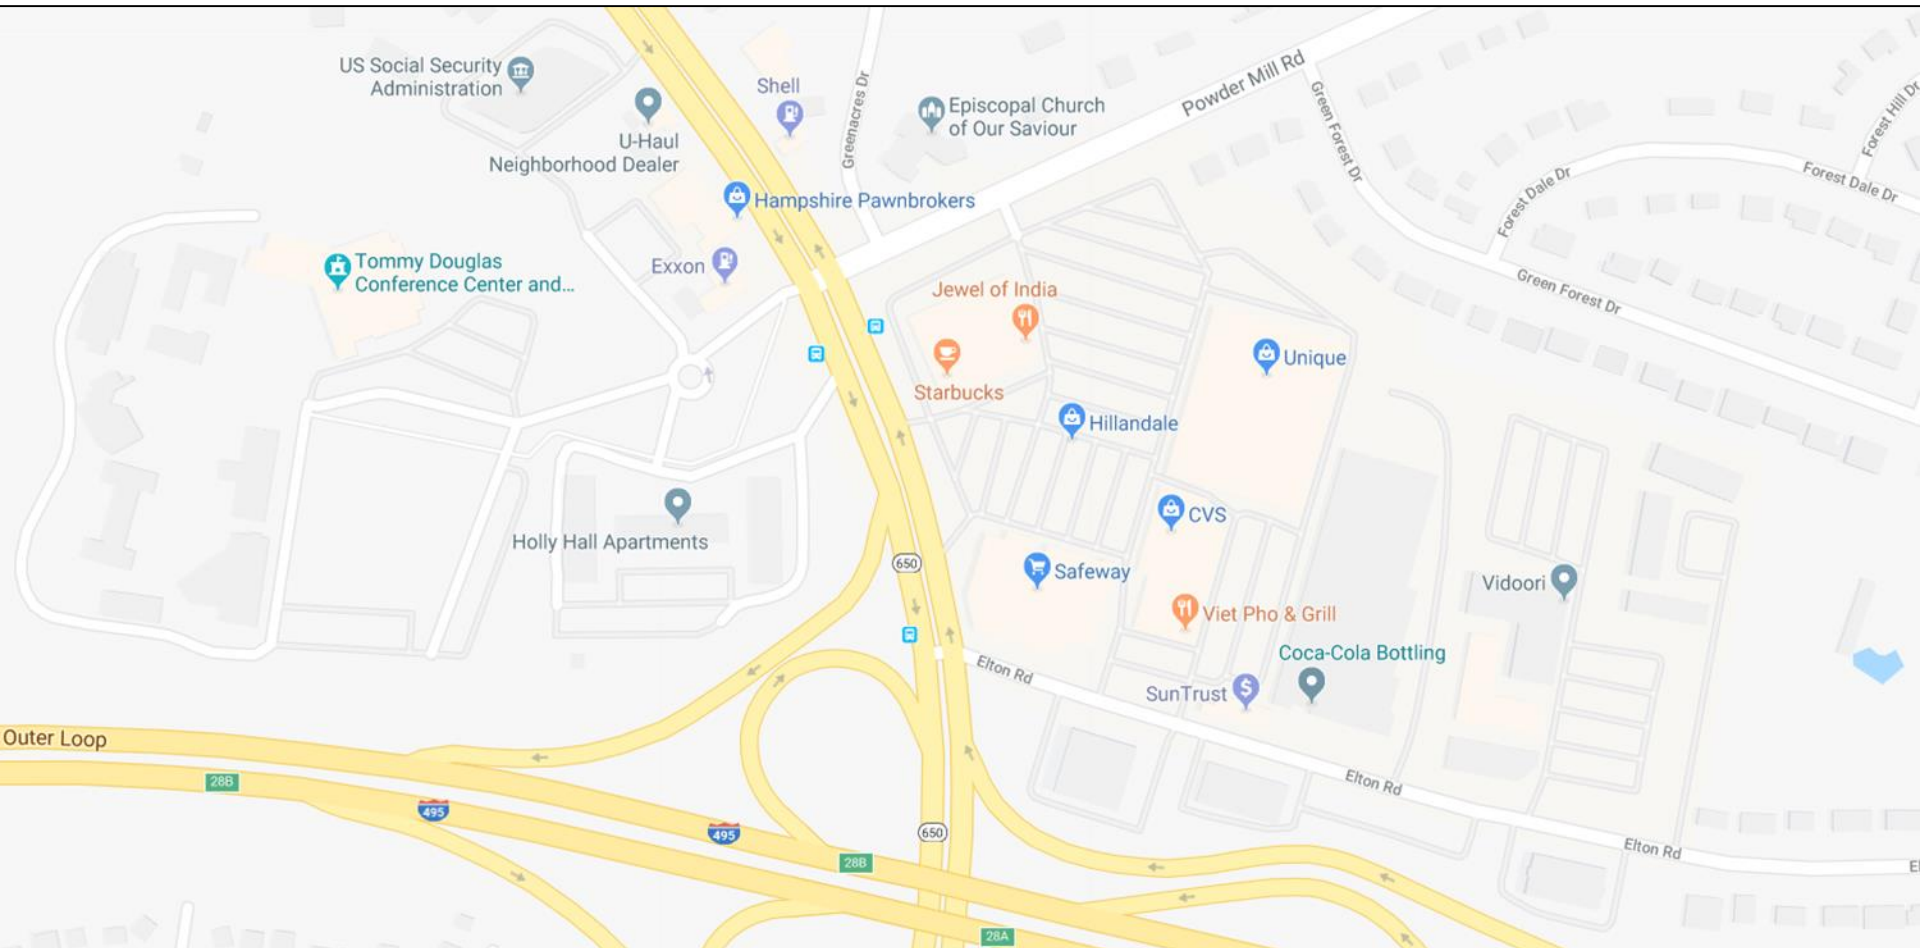 US Social Security
Administration
U-Haul
Neighborhood Dealer
Shell
Greenacres Dr
Episcopal Church
of Our Saviour
Powder Mill Rd
Green Forest Dr
Forest Hill Dr
Forest Dale Dr
Forest Dale Dr
Hampshire Pawnbrokers
Exxon
Tommy Douglas
Conference Center and...
Green Forest Dr
Jewel of India
Starbucks
Unique
Hillandale
CVS
Holly Hall Apartments
650
Safeway
Vidoori
Viet Pho & Grill
Coca-Cola Bottling
Elton Rd
SunTrust
Outer Loop
28B
495
495
650
28B
Elton Rd
Elton Rd
El
28A